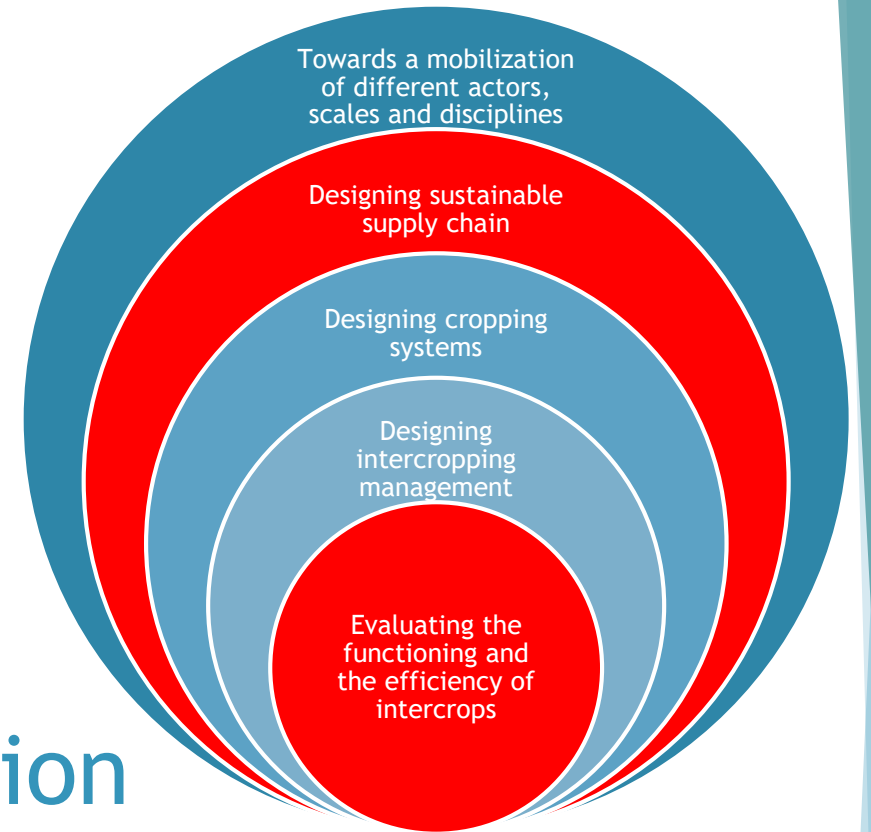 Towards a mobilization
of different actors,
scales and disciplines
Designing sustainable
supply chain
Designing cropping
systems
Designing
intercropping
management
Evaluating the
functioning and
the efficiency of
intercrops
ion